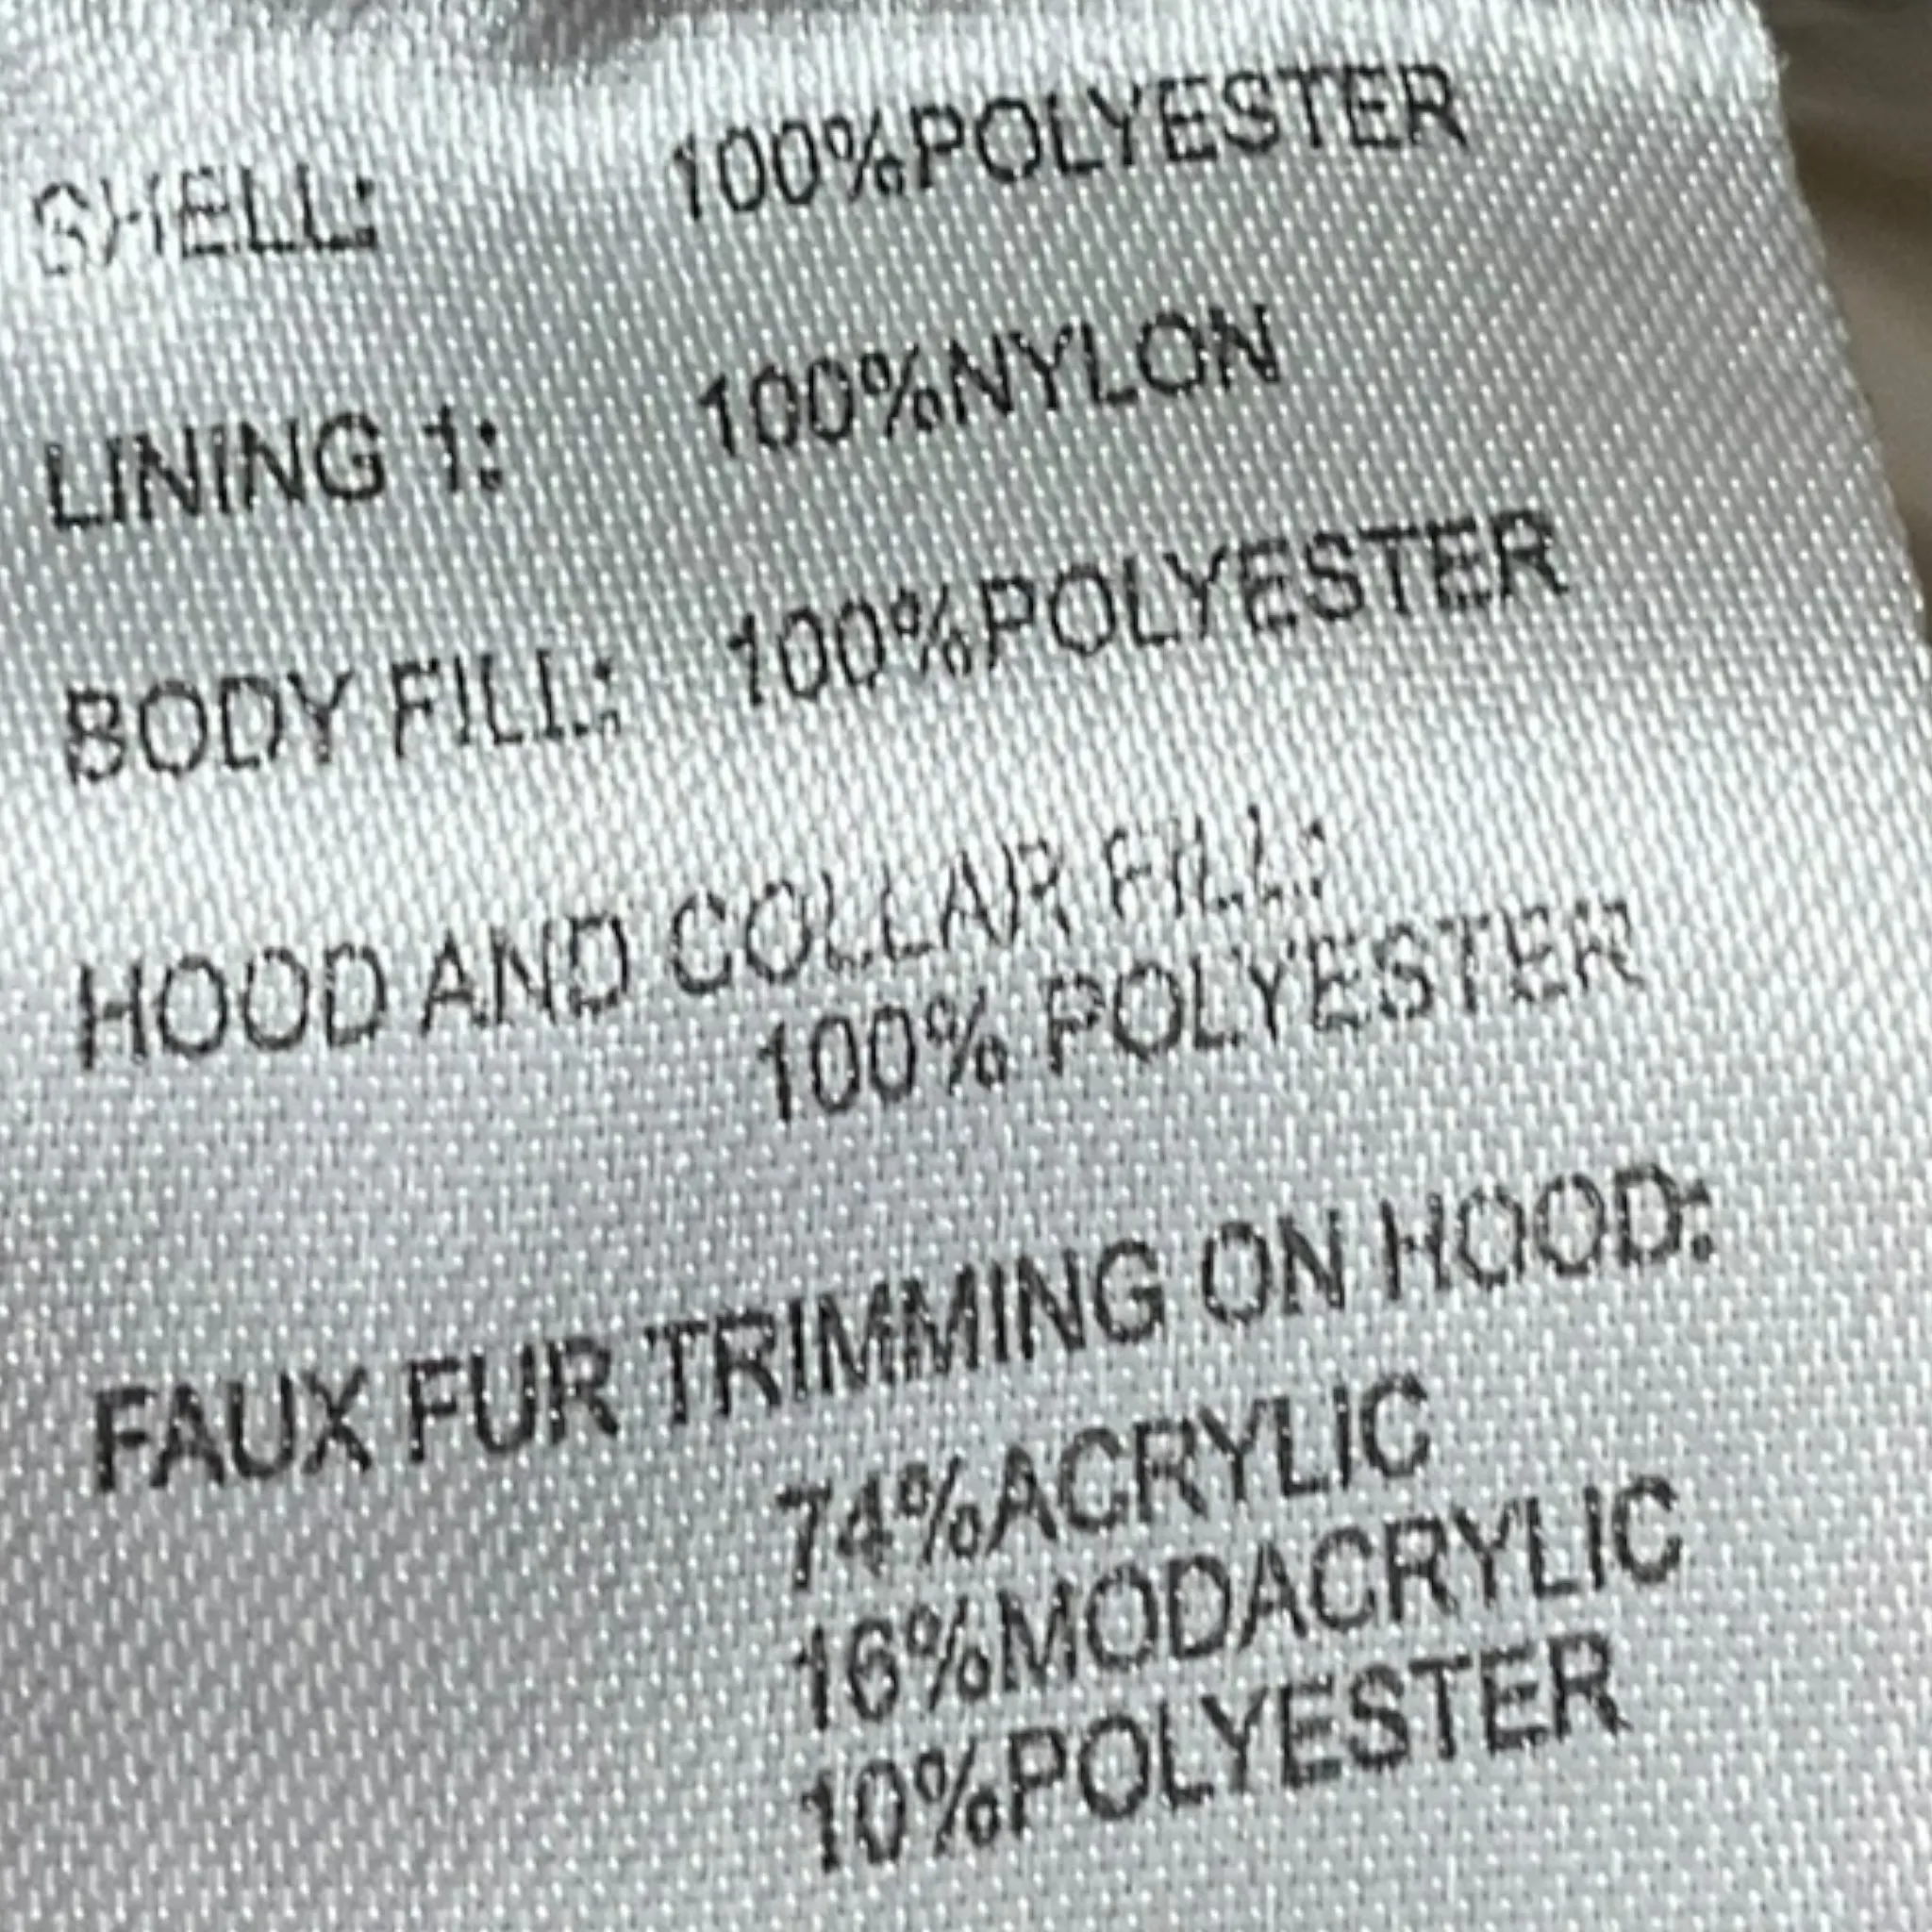 SHELL: 100%POLYESTER
LINING 1: 100%NYLON
BODY FILL: 100%POLYESTER
HOOD AND COLLAR FILL:
100% POLYESTER
FAUX FUR TRIMMING ON HOOD:
74%ACRYLIC
16%MODACRYLIC
10%POLYESTER